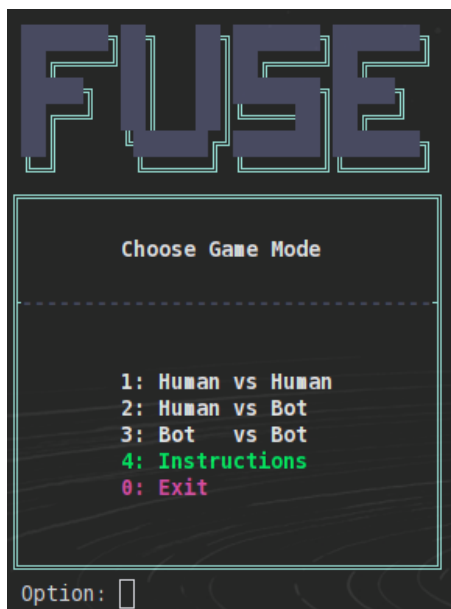 FUSE
Choose Game Mode
1: Human vs Human
2: Human vs Bot
3: Bot   vs Bot
4: Instructions
0: Exit
Option: